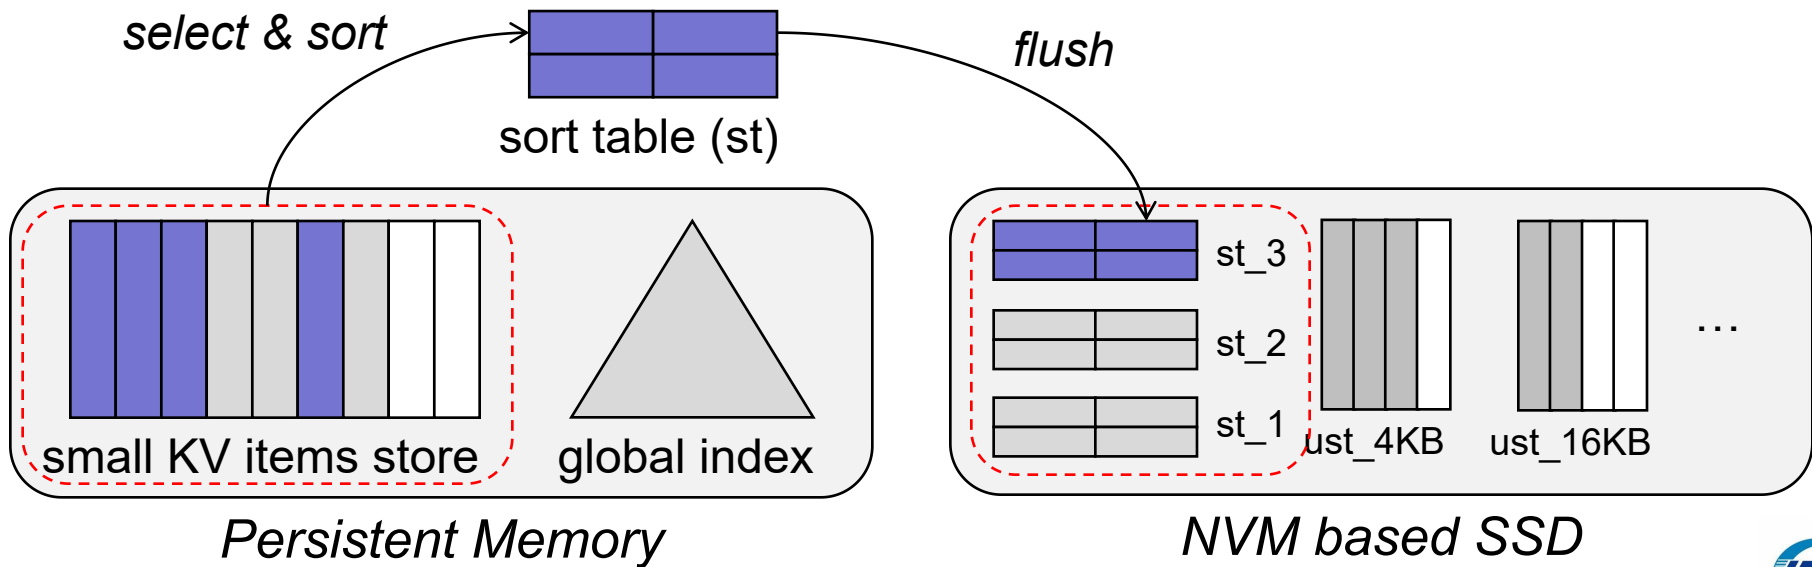 select & sort
flush
sort table (st)
small KV items store
global index
st_3
st_2
st_1
ust_4KB
ust_16KB
...
Persistent Memory
NVM based SSD